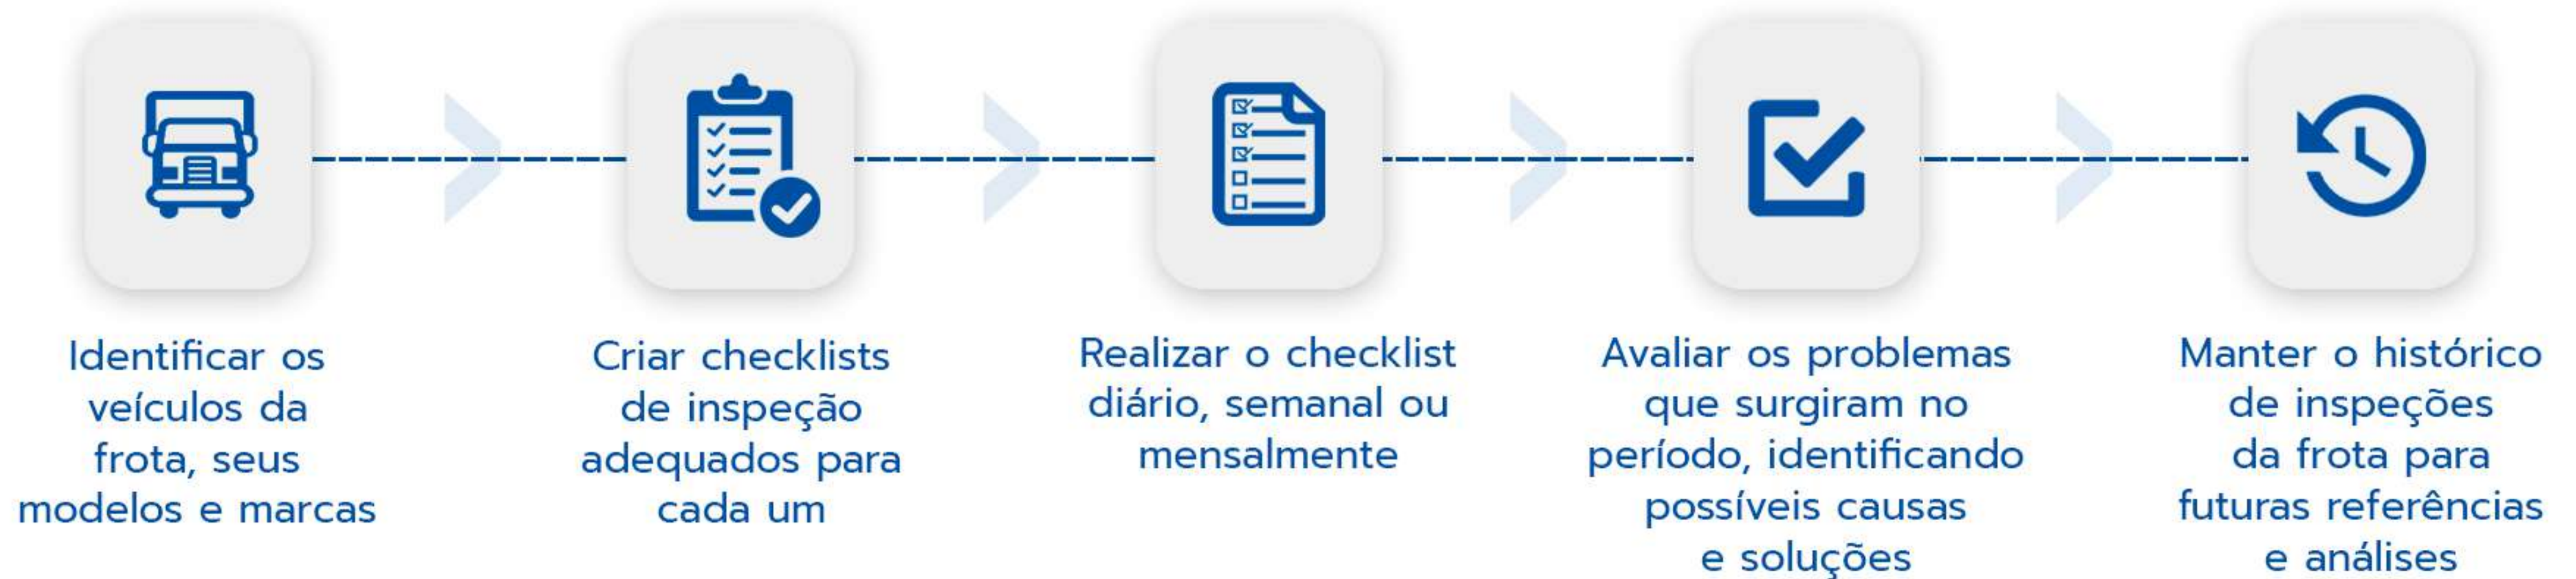 Identificar os
veículos da
frota, seus
modelos e marcas
Criar checklists
de inspeção
adequados para
cada um
Realizar o checklist
diário, semanal ou
mensalmente
Avaliar os problemas
que surgiram no
período, identificando
possíveis causas
e soluções
Manter o histórico
de inspeções
da frota para
futuras referências
e análises